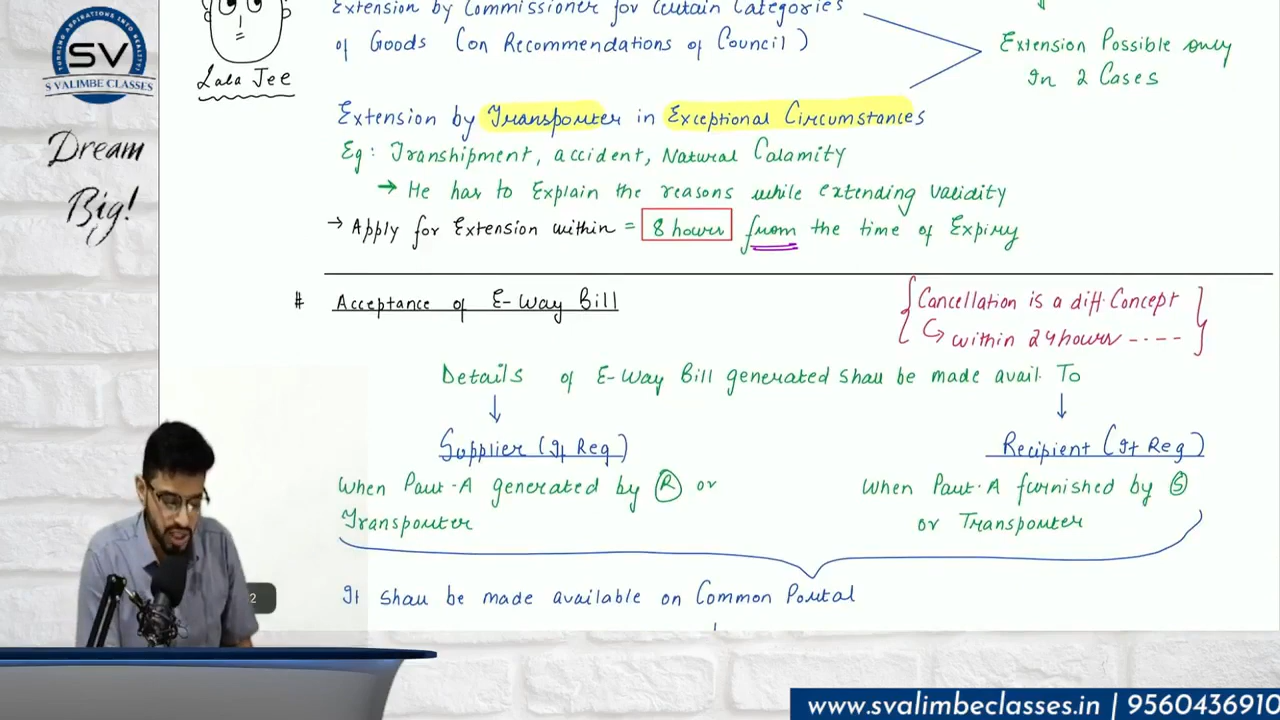 TURNING ASPIRATIONS INTO REALITY
SV
S VALIMBE CLASSES
Dream
Big!
Lala Jee
Extension by Commissioner for Certain Categories
of Goods (on Recommendations of Council)
Extension Possible only
In 2 Cases
Extension by Transporter in Exceptional Circumstances
Eg: Transhipment, accident, Natural Calamity
→ He has to Explain the reasons while extending validity
→ Apply for Extension within = 8 hours from the time of Expiry
# Acceptance of E-Way Bill
{Cancellation is a diff. Concept
↳ within 24 hours ----}
Details of E-Way Bill generated shall be made avail. To
↓ ↓
Supplier (If Reg)
When Part-A generated by Ⓡ or
Transporter
Recipient (If Reg)
When Part-A furnished by Ⓢ
or Transporter
It shall be made available on Common Portal
2
www.svalimbeclasses.in | 9560436910